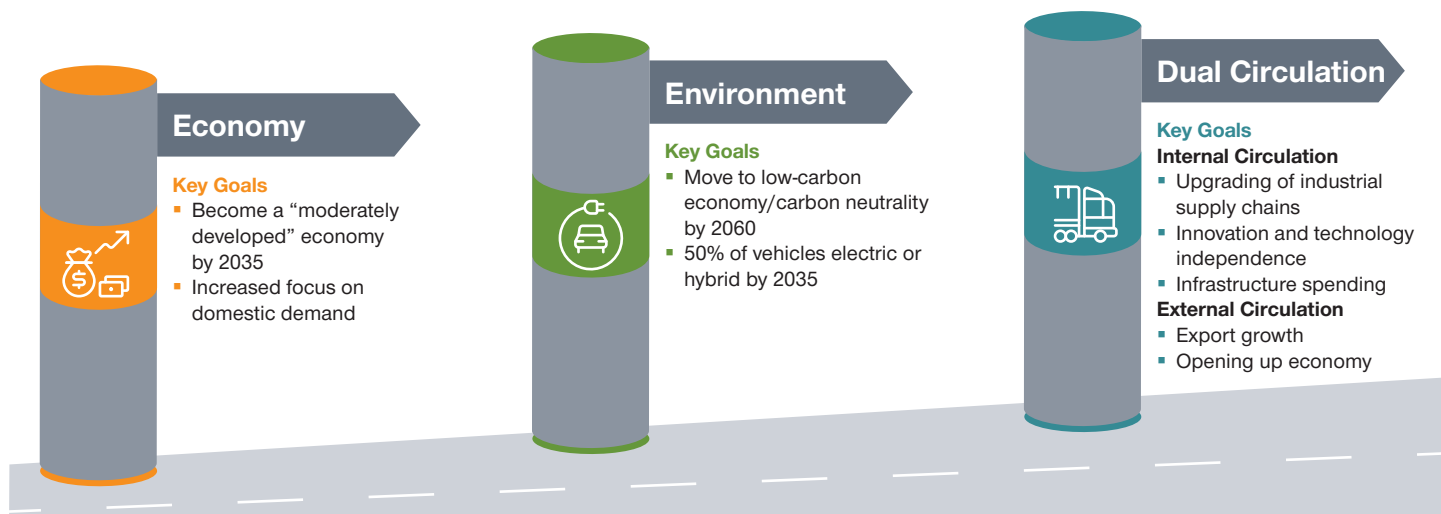 Economy
Key Goals
▪ Become a “moderately
developed” economy
by 2035
▪ Increased focus on
domestic demand
Environment
Key Goals
▪ Move to low-carbon
economy/carbon neutrality
by 2060
▪ 50% of vehicles electric or
hybrid by 2035
Dual Circulation
Key Goals
Internal Circulation
▪ Upgrading of industrial
supply chains
▪ Innovation and technology
independence
▪ Infrastructure spending
External Circulation
▪ Export growth
▪ Opening up economy
$